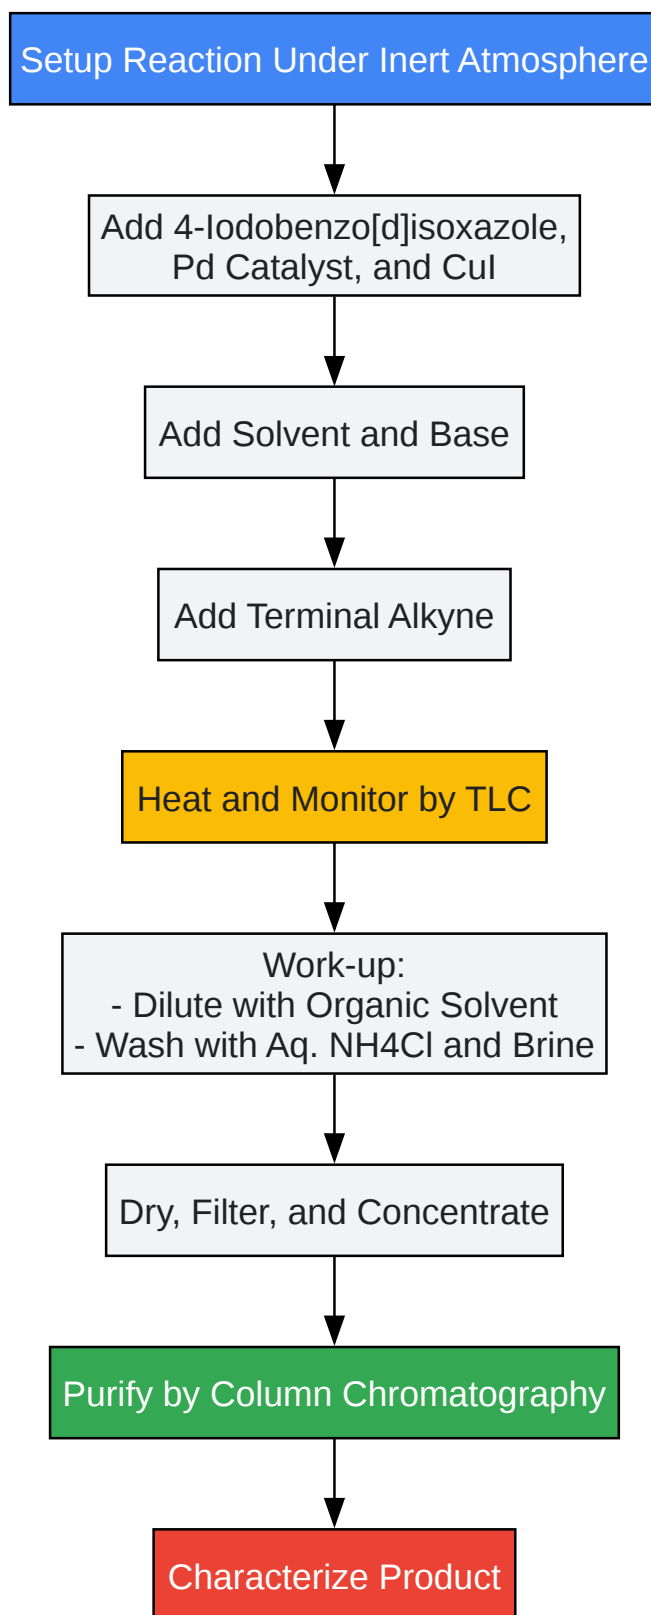 Setup Reaction Under Inert Atmosphere
Add 4-Iodobenzo[d]isoxazole,
Pd Catalyst, and CuI
Add Solvent and Base
Add Terminal Alkyne
Heat and Monitor by TLC
Work-up:
- Dilute with Organic Solvent
- Wash with Aq. NH4Cl and Brine
Dry, Filter, and Concentrate
Purify by Column Chromatography
Characterize Product